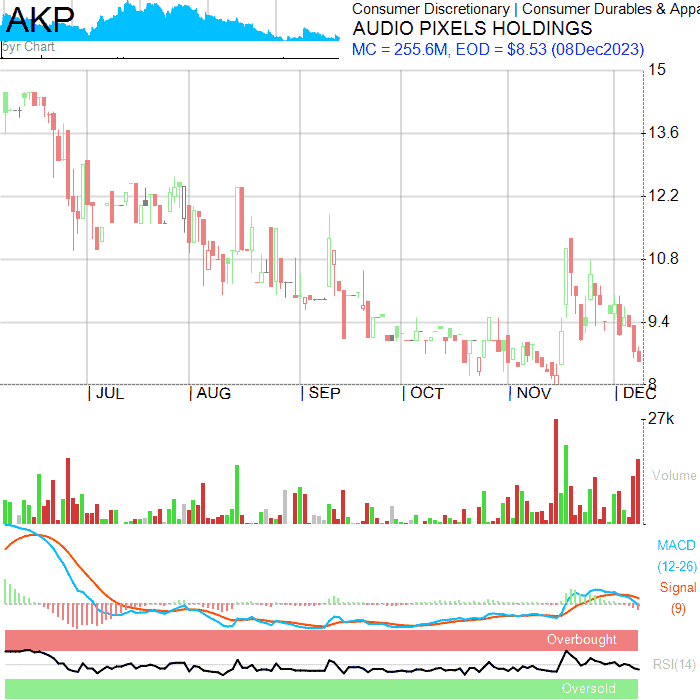 AKP
5yr Chart
Consumer Discretionary | Consumer Durables & Appa
AUDIO PIXELS HOLDINGS
MC = 255.6M, EOD = $8.53 (08Dec2023)
15
13.6
12.2
10.8
9.4
8
JUL AUG SEP OCT NOV DEC
27k
Volume
MACD
(12-26)
Signal
(9)
Overbought
RSI(14)
Oversold